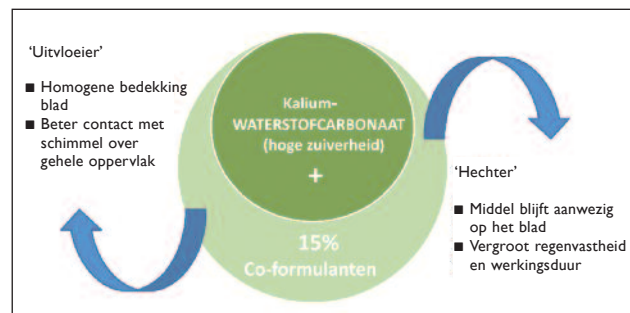 'Uitvloeier'
■ Homogene bedekking
blad
■ Beter contact met
schimmel over
gehele oppervlak
Kalium-
WATERSTOFCARBONAAT
(hoge zuiverheid)
+
15%
Co-formulanten
'Hechter'
■ Middel blijft aanwezig
op het blad
■ Vergroot regenvastheid
en werkingsduur